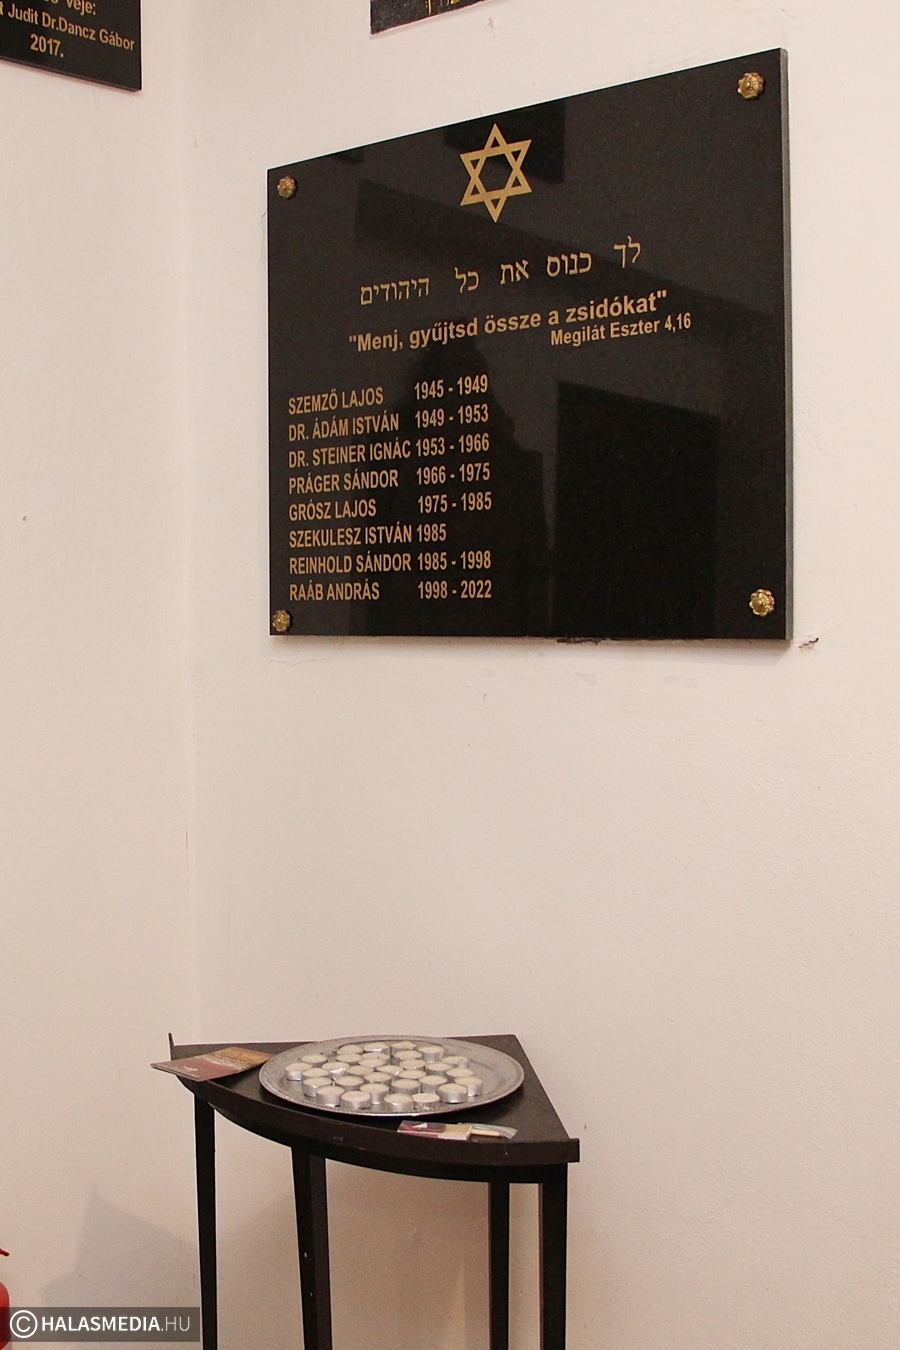 veje:
t Judit Dr.Dancz Gábor
2017.
לך כנוס את כל היהודים
"Menj, gyűjtsd össze a zsidókat"
Megilát Eszter 4,16
SZEMZŐ LAJOS 1945 - 1949
DR. ÁDÁM ISTVÁN 1949 - 1953
DR. STEINER IGNÁC 1953 - 1966
PRÁGER SÁNDOR 1966 - 1975
GRÓSZ LAJOS 1975 - 1985
SZEKULESZ ISTVÁN 1985
REINHOLD SÁNDOR 1985 - 1998
RAÁB ANDRÁS 1998 - 2022
© HALASMEDIA.HU